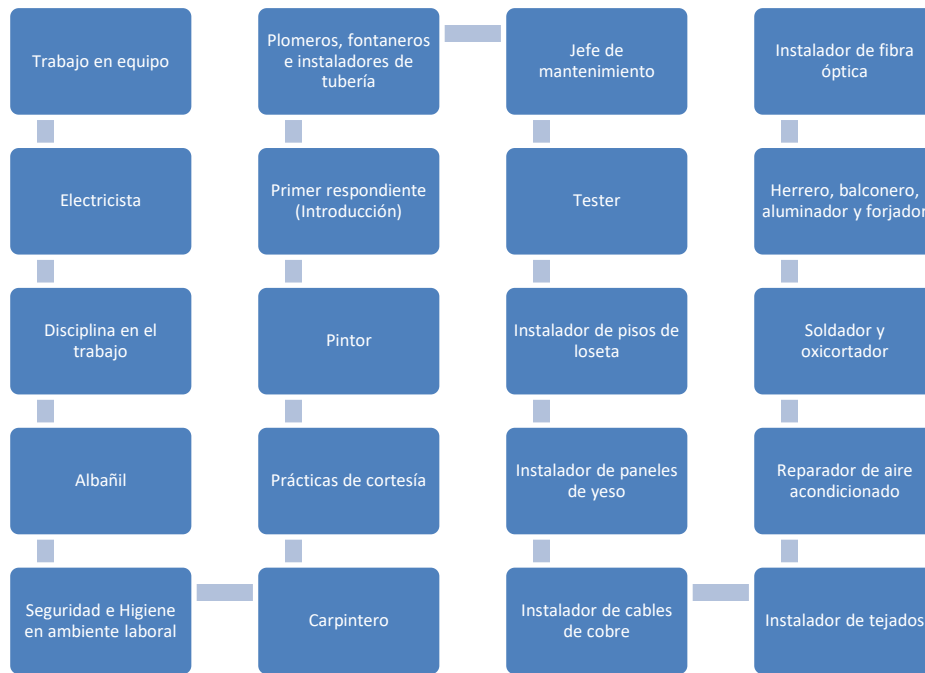 Trabajo en equipo
Electricista
Disciplina en el
trabajo
Albañil
Seguridad e Higiene
en ambiente laboral
Carpintero
Prácticas de cortesía
Pintor
Primer respondiente
(Introducción)
Plomeros, fontaneros
e instaladores de
tubería
Jefe de
mantenimiento
Tester
Instalador de pisos de
loseta
Instalador de paneles
de yeso
Instalador de cables
de cobre
Instalador de tejados
Reparador de aire
acondicionado
Soldador y
oxicortador
Herrero, balconero,
aluminador y forjador
Instalador de fibra
óptica